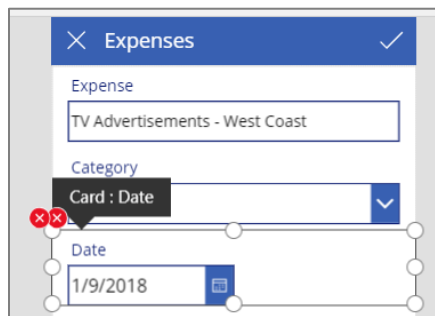 Expenses
Expense
TV Advertisements - West Coast
Category
Card : Date
Date
1/9/2018